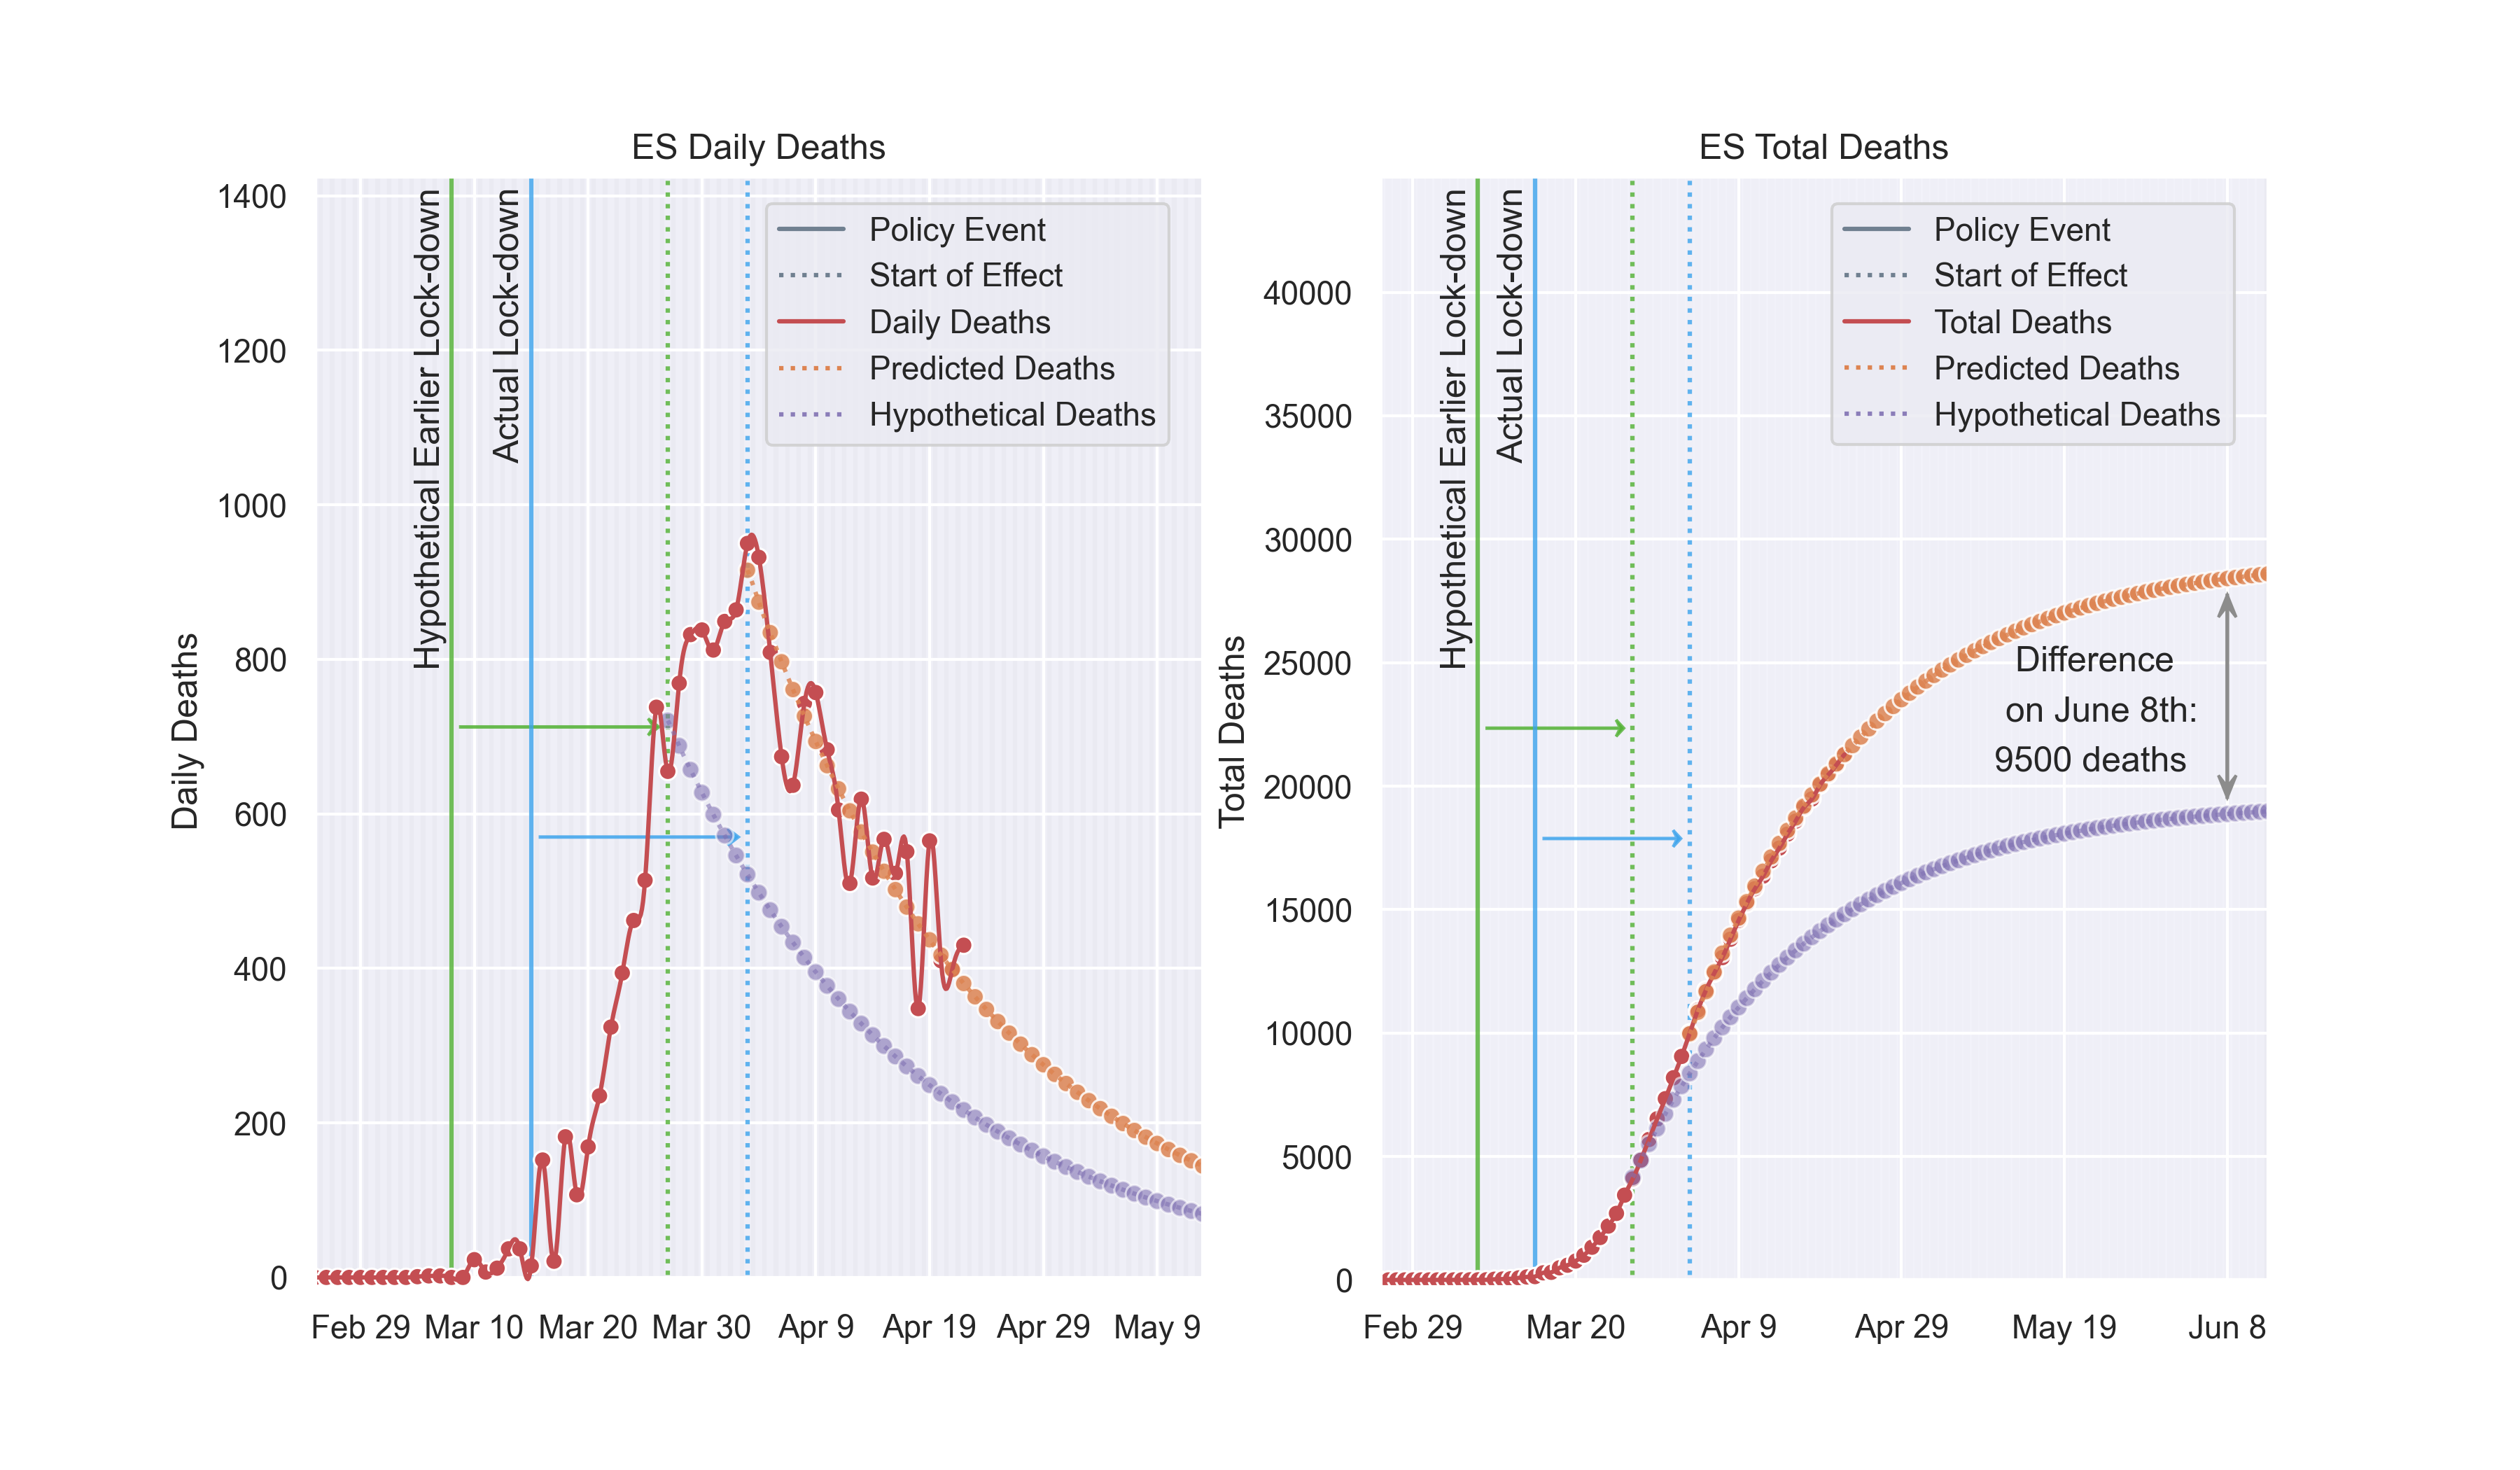 ES Daily Deaths
1400
1200
1000
800
600
400
200
0
Daily Deaths
Hypothetical Earlier Lock-down
Actual Lock-down
Policy Event
Start of Effect
Daily Deaths
Predicted Deaths
Hypothetical Deaths
Feb 29 Mar 10 Mar 20 Mar 30 Apr 9 Apr 19 Apr 29 May 9
ES Total Deaths
40000
35000
30000
25000
20000
15000
10000
5000
0
Total Deaths
Hypothetical Earlier Lock-down
Actual Lock-down
Policy Event
Start of Effect
Total Deaths
Predicted Deaths
Hypothetical Deaths
Difference
on June 8th:
9500 deaths
Feb 29 Mar 20 Apr 9 Apr 29 May 19 Jun 8